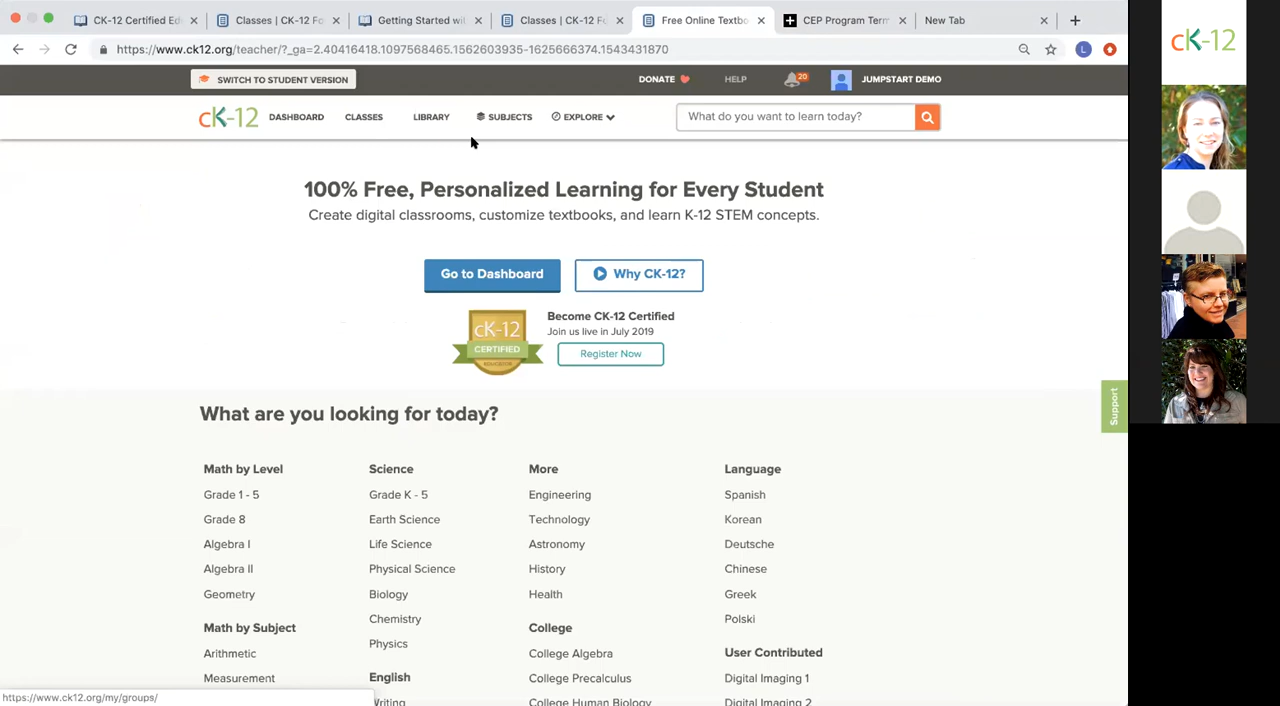 CK-12 Certified Ed
Classes | CK-12 Fo
Getting Started wi
Classes | CK-12 Fo
Free Online Textbo
CEP Program Term
New Tab
https://www.ck12.org/teacher/?_ga=2.40416418.1097568465.1562603935-1625666374.1543431870
L
SWITCH TO STUDENT VERSION
DONATE
HELP
20
JUMPSTART DEMO
cK-12
DASHBOARD
CLASSES
LIBRARY
SUBJECTS
EXPLORE
What do you want to learn today?
100% Free, Personalized Learning for Every Student
Create digital classrooms, customize textbooks, and learn K-12 STEM concepts.
Go to Dashboard
Why CK-12?
cK-12
CERTIFIED
Become CK-12 Certified
Join us live in July 2019
Register Now
Support
What are you looking for today?
Math by Level
Grade 1 - 5
Grade 8
Algebra I
Algebra II
Geometry
Math by Subject
Arithmetic
Measurement
Science
Grade K - 5
Earth Science
Life Science
Physical Science
Biology
Chemistry
Physics
English
Writing
More
Engineering
Technology
Astronomy
History
Health
College
College Algebra
College Precalculus
College Human Biology
Language
Spanish
Korean
Deutsche
Chinese
Greek
Polski
User Contributed
Digital Imaging 1
Digital Imaging 2
https://www.ck12.org/my/groups/
cK-12